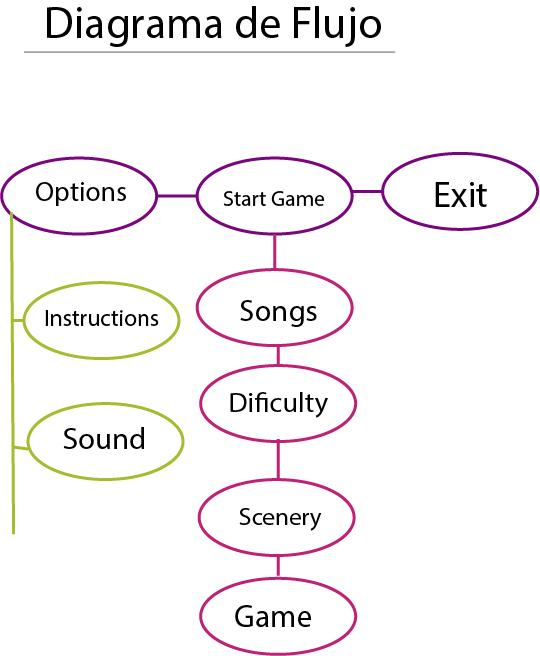 Diagrama de Flujo
Options
Start Game
Exit
Instructions
Songs
Sound
Dificulty
Scenery
Game